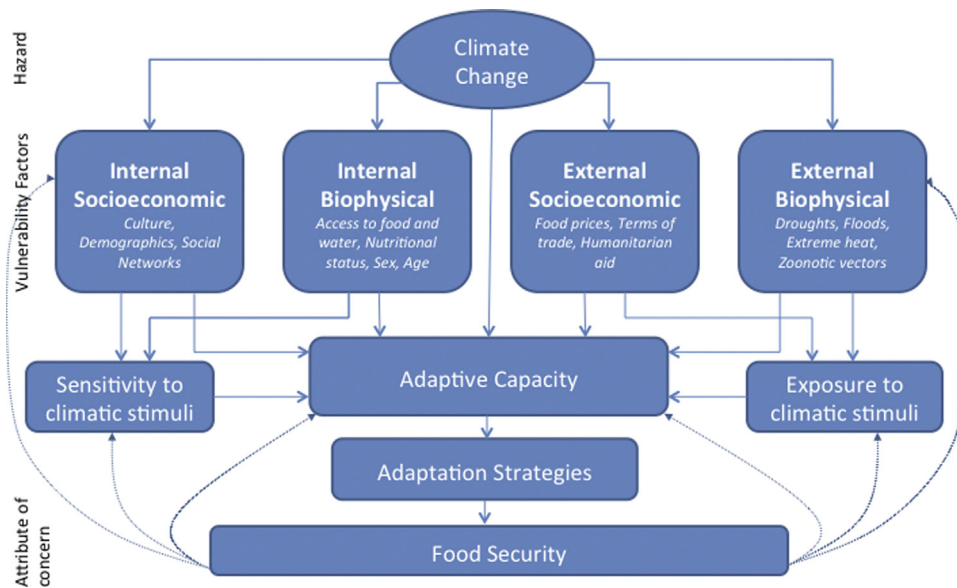 Hazard
Climate
Change
Vulnerability Factors
Internal
Socioeconomic
Culture,
Demographics, Social
Networks
Internal
Biophysical
Access to food and
water, Nutritional
status, Sex, Age
External
Socioeconomic
Food prices, Terms of
trade, Humanitarian
aid
External
Biophysical
Droughts, Floods,
Extreme heat,
Zoonotic vectors
Sensitivity to
climatic stimuli
Adaptive Capacity
Exposure to
climatic stimuli
Adaptation Strategies
Attribute of
concern
Food Security